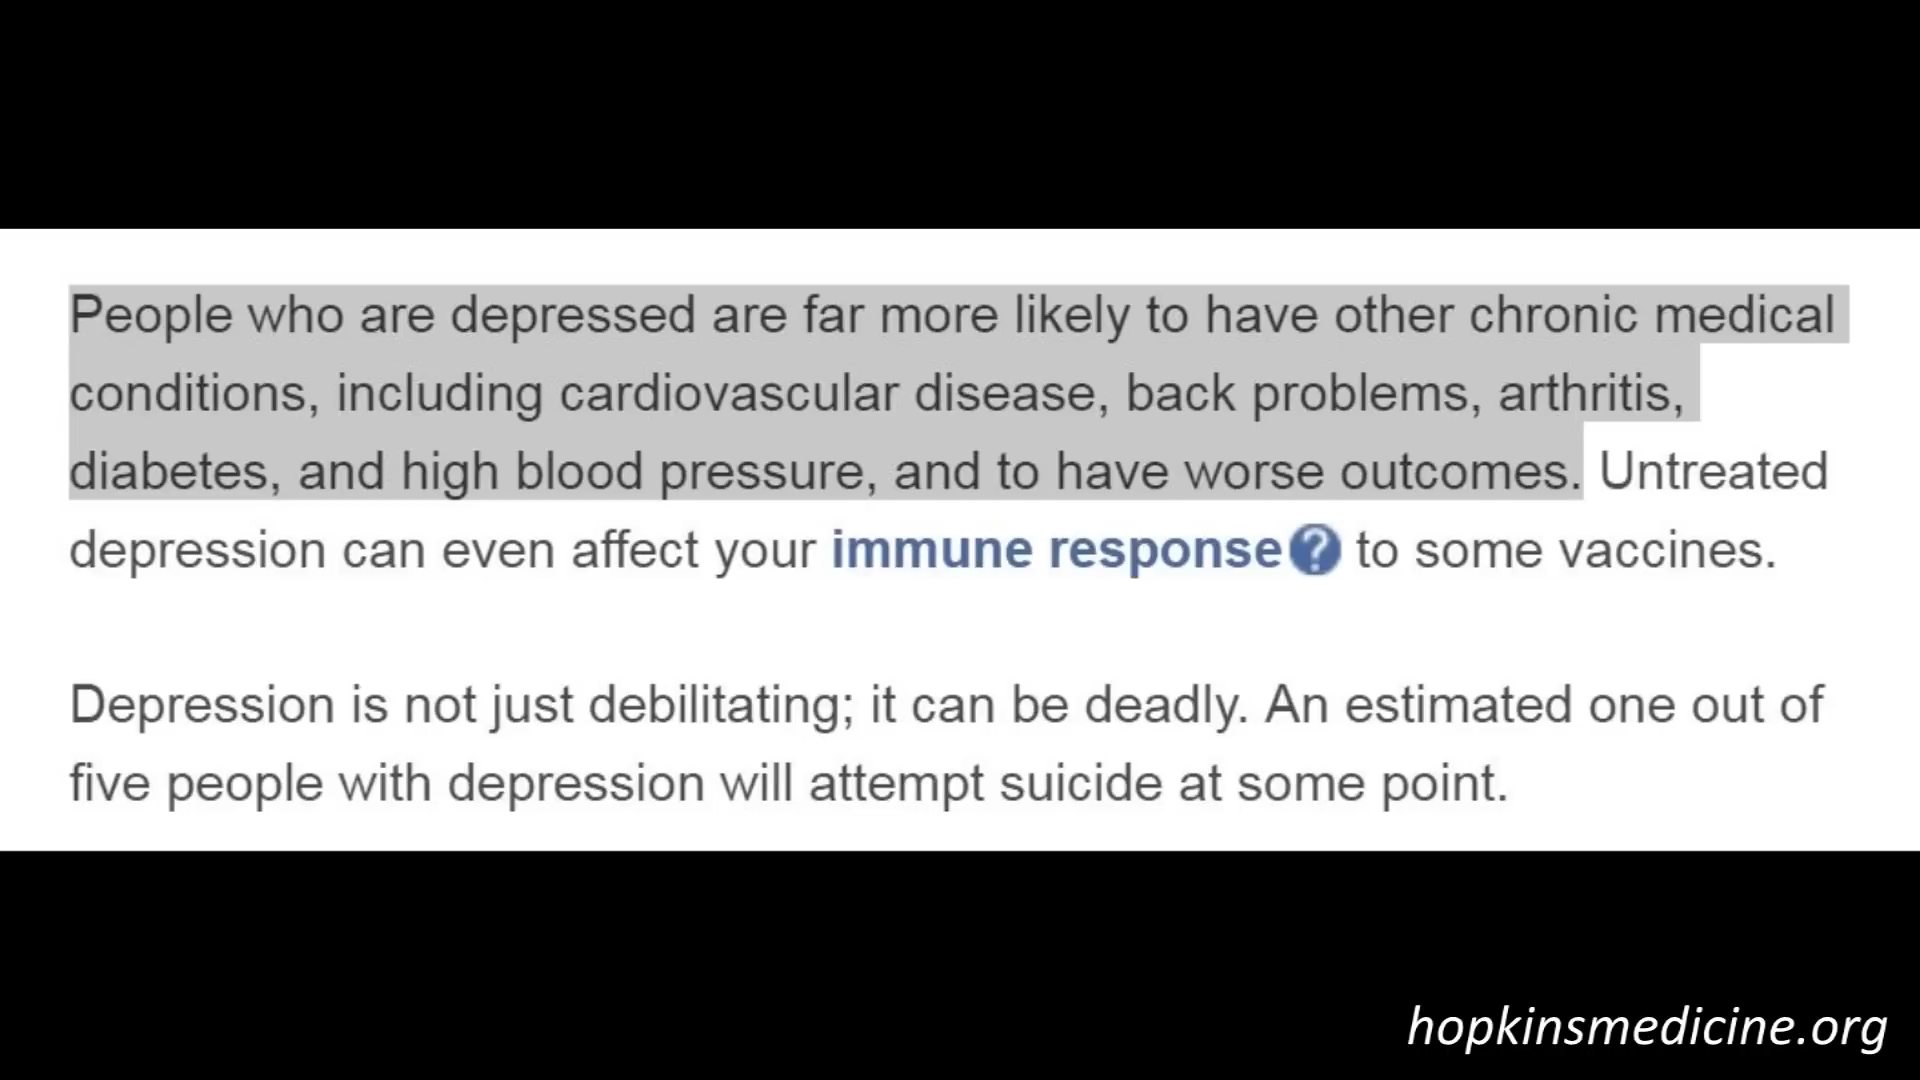 People who are depressed are far more likely to have other chronic medical
conditions, including cardiovascular disease, back problems, arthritis,
diabetes, and high blood pressure, and to have worse outcomes. Untreated
depression can even affect your immune response? to some vaccines.
Depression is not just debilitating; it can be deadly. An estimated one out of
five people with depression will attempt suicide at some point.
hopkinsmedicine.org